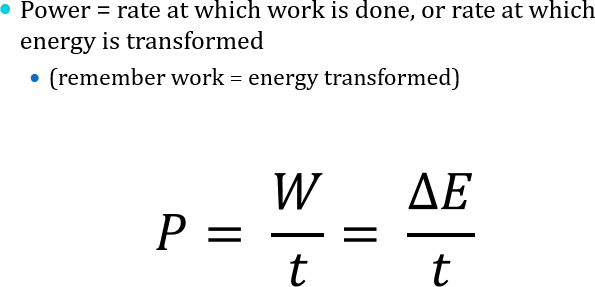 • Power = rate at which work is done, or rate at which
energy is transformed
• (remember work = energy transformed)
P = W/t = ΔE/t